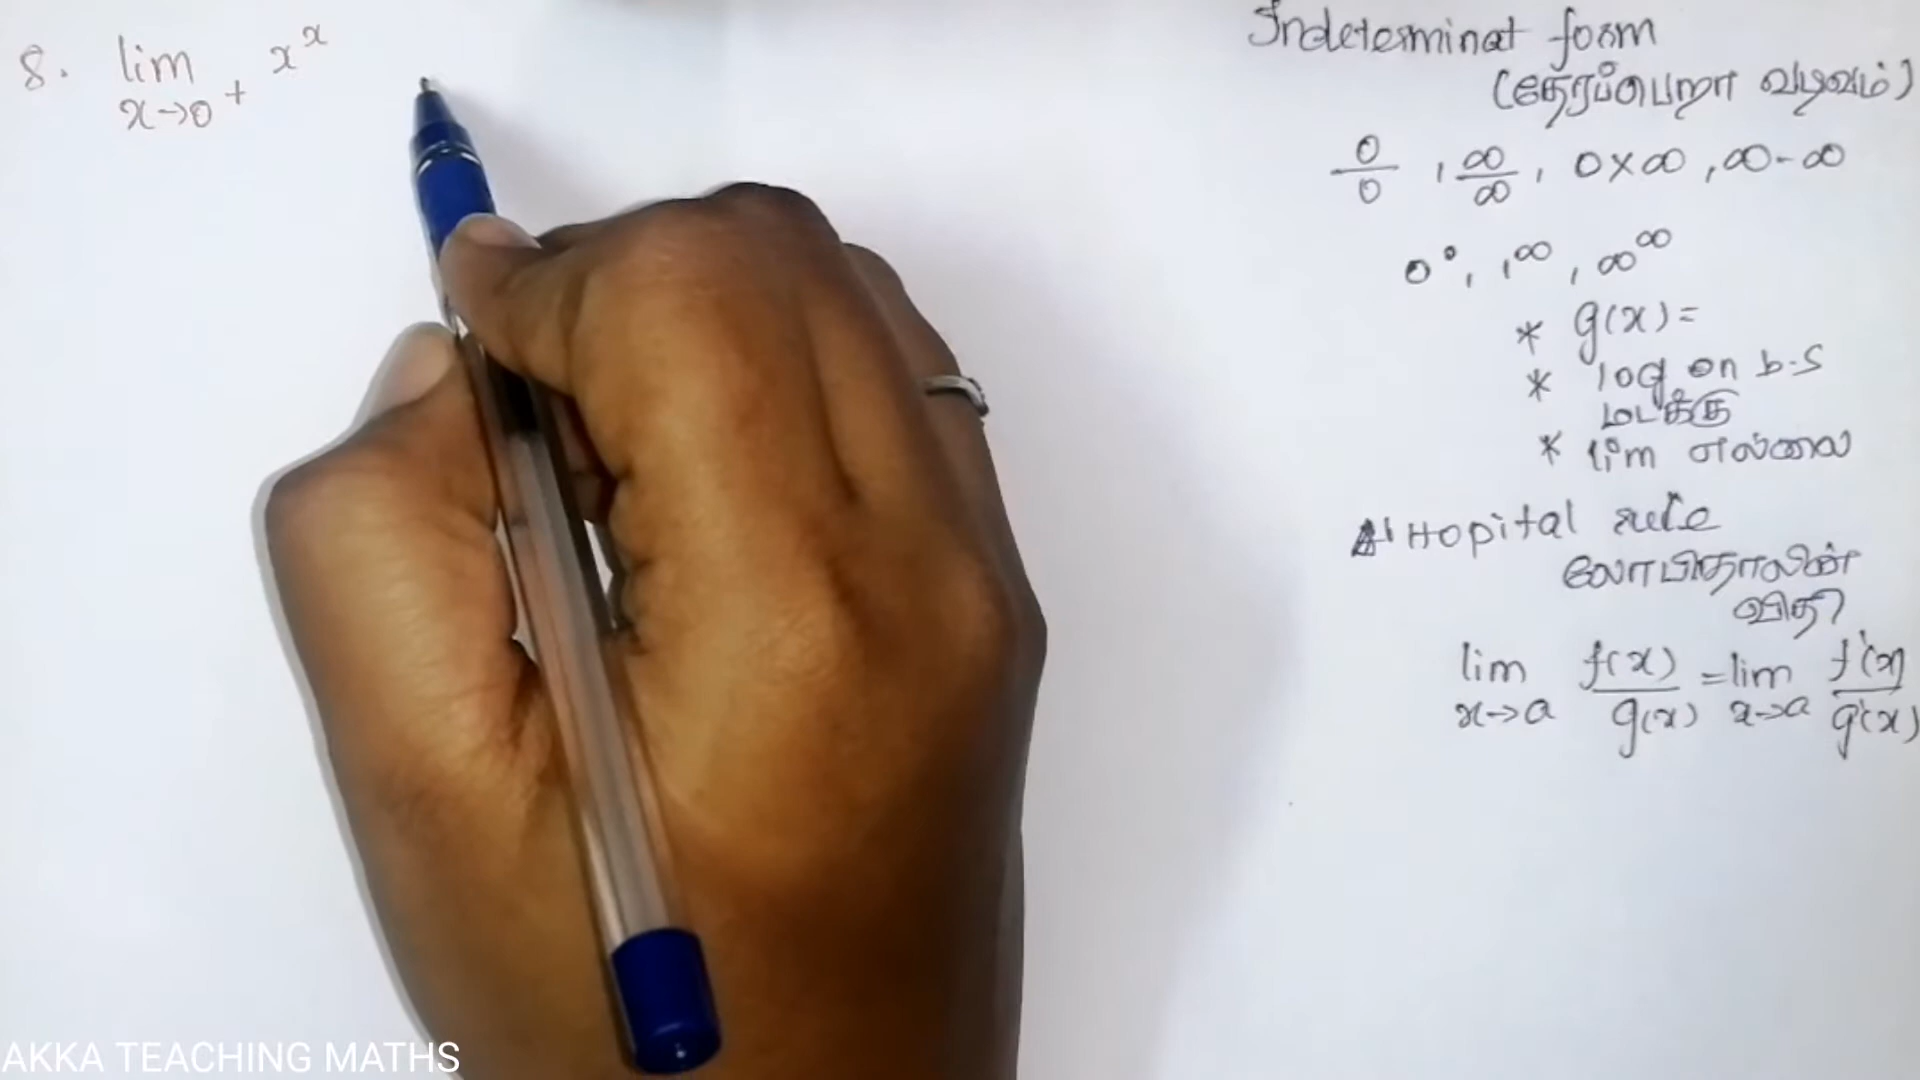 8. lim x^x
x→0+
Indeterminat form
(தேரப்பெறா வடிவம்)
0/0 , ∞/∞ , 0×∞ , ∞-∞
0⁰, 1^∞ , ∞^∞
* g(x)=
* log on b.s
மடக்கு
* lim எல்லை
l'Hopital rule
லோபிதாலின்
விதி
lim f(x)/g(x) = lim f'(x)/g'(x)
x→a x→a
AKKA TEACHING MATHS